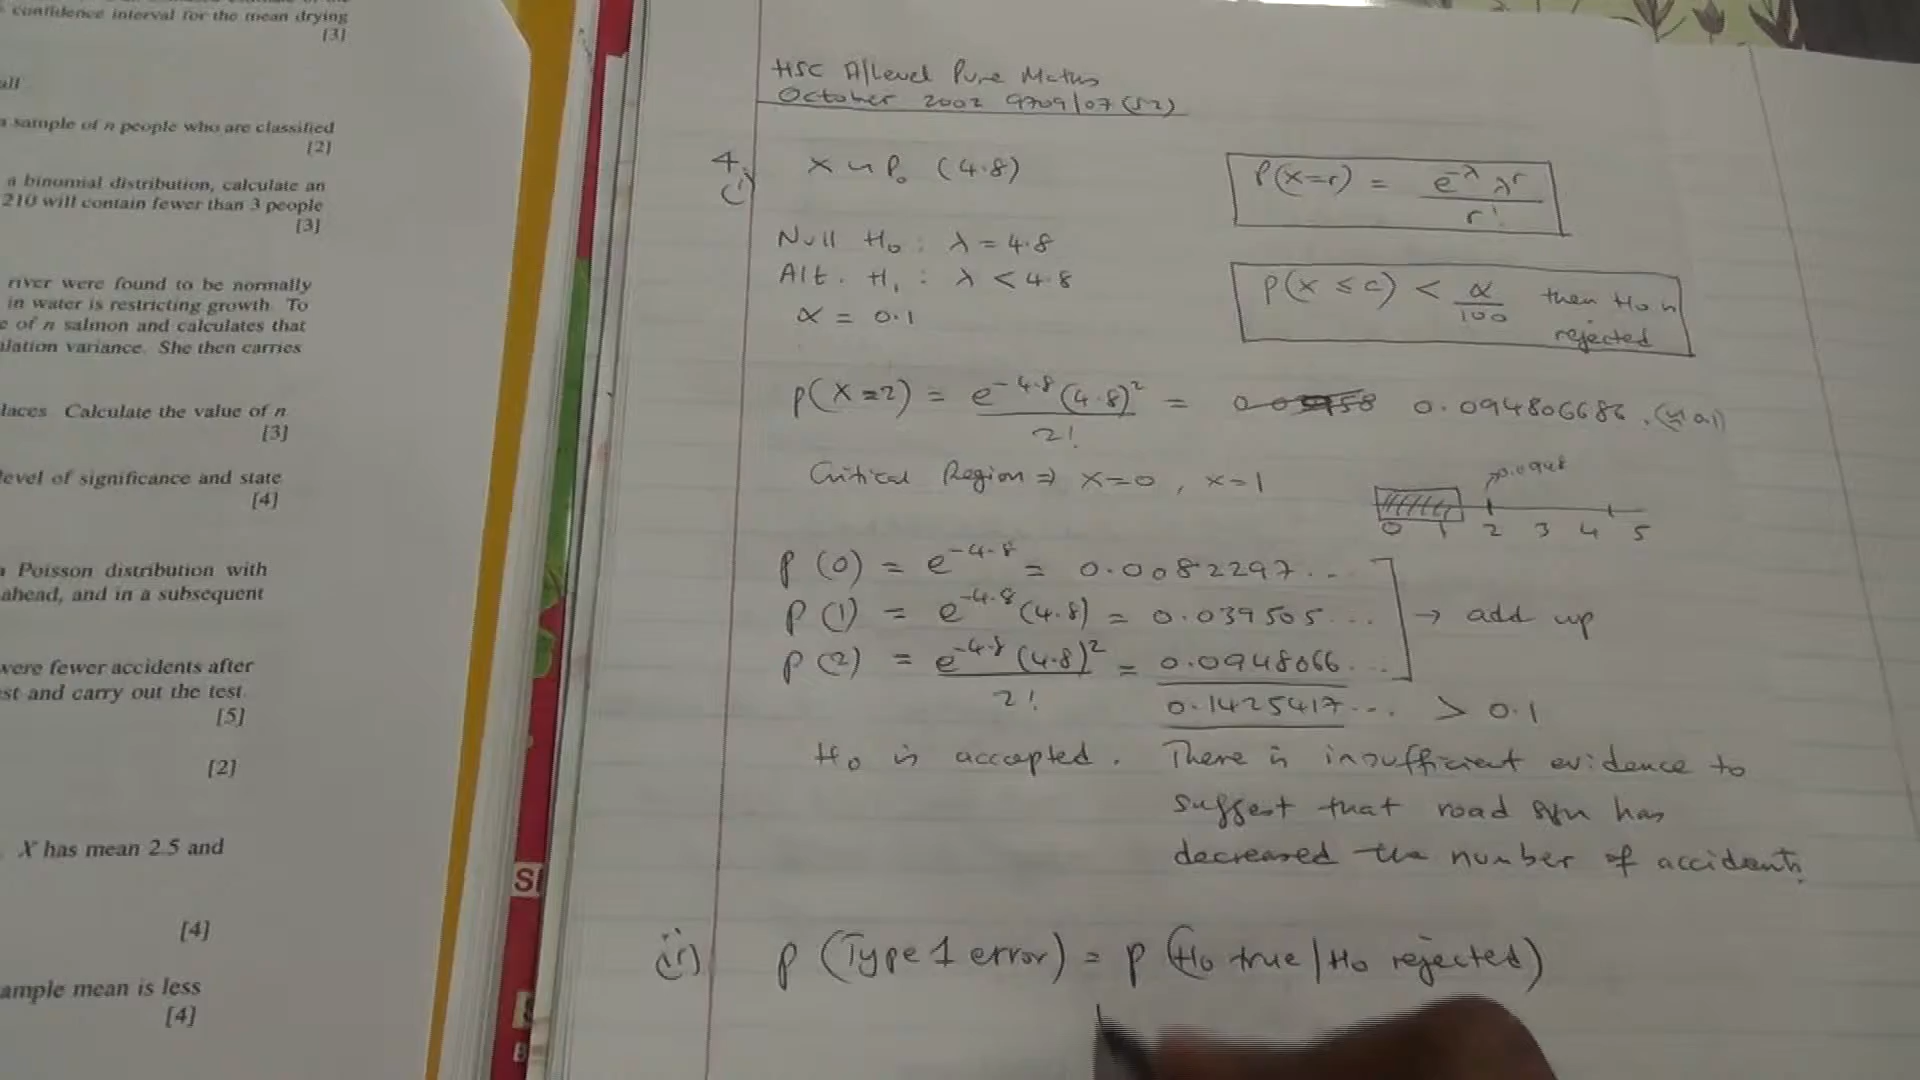 confidence interval for the mean drying
[3]
a sample of n people who are classified
[2]
a binomial distribution, calculate an
210 will contain fewer than 3 people
[3]
river were found to be normally
in water is restricting growth. To
of n salmon and calculates that
lation variance. She then carries
laces. Calculate the value of n.
[3]
level of significance and state
[4]
a Poisson distribution with
ahead, and in a subsequent
were fewer accidents after
st and carry out the test.
[5]
[2]
X has mean 2.5 and
[4]
ample mean is less
[4]
HSC A/Level Pure Maths
October 2002 9709/07 (S2)
4.
(i)
X ~ Po (4.8)
P(X=r) = e^-λ λ^r / r!
Null H0 : λ = 4.8
Alt. H1 : λ < 4.8
α = 0.1
P(X ≤ c) < α/100 then H0 is
rejected
P(X=2) = e^-4.8 (4.8)^2 / 2! = 0.094806686
Critical Region ⇒ X=0, X=1
0.0948
0 1 2 3 4 5
P(0) = e^-4.8 = 0.0082297...
P(1) = e^-4.8 (4.8) = 0.039505... → add up
P(2) = e^-4.8 (4.8)^2 / 2! = 0.0948066...
0.1425417... > 0.1
H0 is accepted. There is insufficient evidence to
suggest that road sign has
decreased the number of accidents.
(ii) P (Type 1 error) = P (H0 true | H0 rejected)